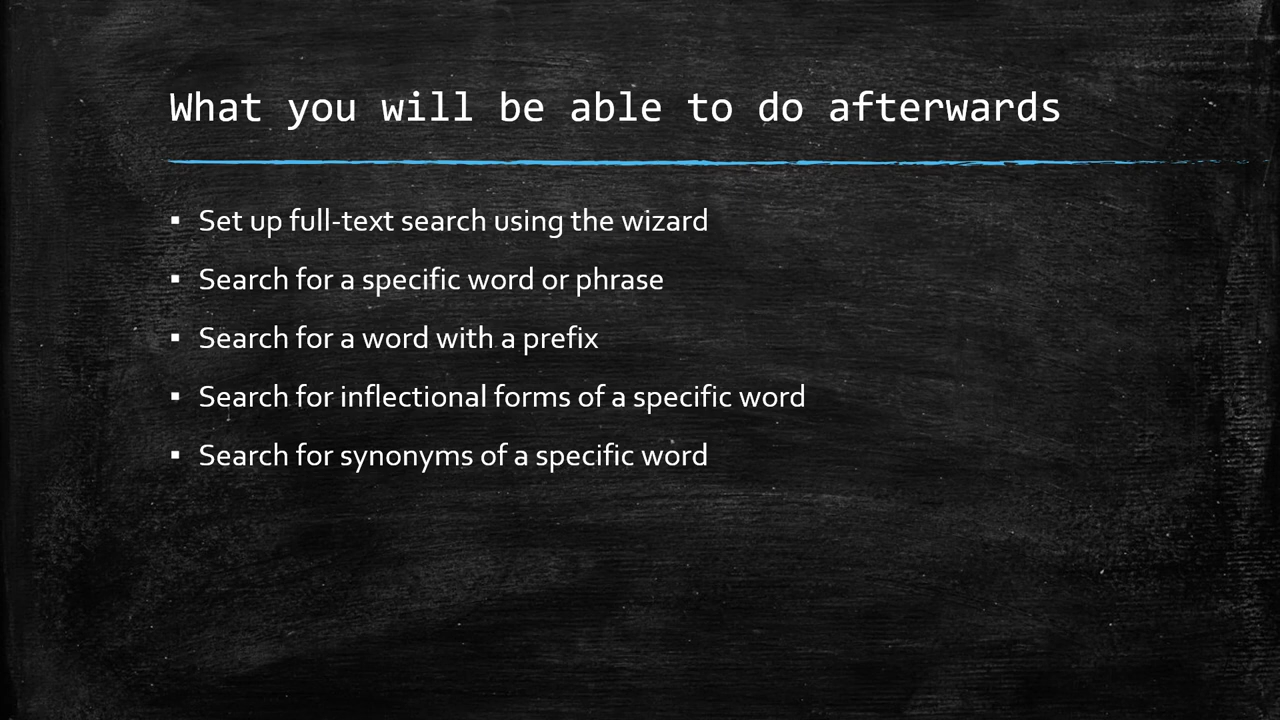 What you will be able to do afterwards
▪ Set up full-text search using the wizard
▪ Search for a specific word or phrase
▪ Search for a word with a prefix
▪ Search for inflectional forms of a specific word
▪ Search for synonyms of a specific word